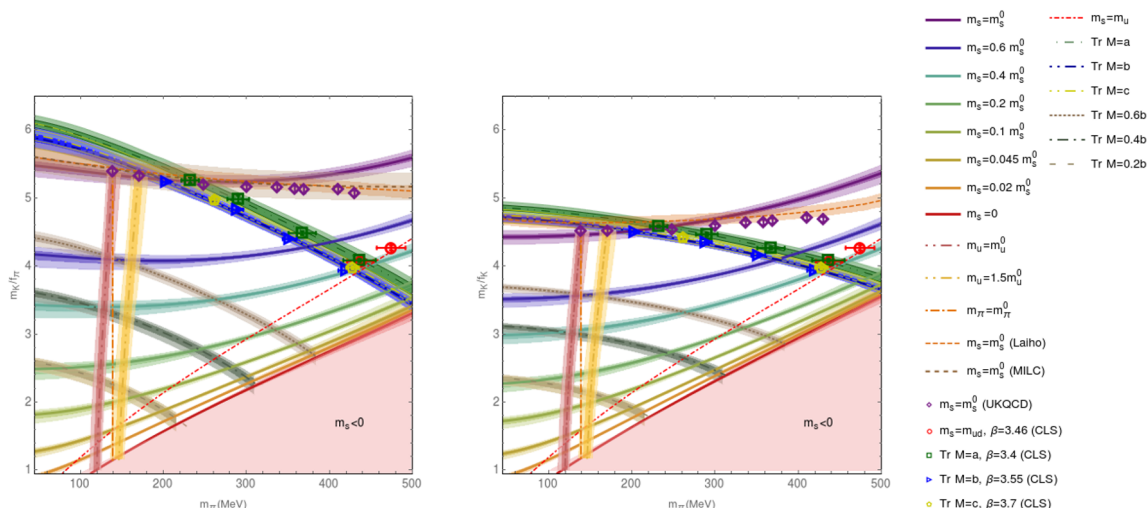 6
5
4
3
2
1
m_K/f_π
100 200 300 400 500
m_π(MeV)
m_s<0
6
5
4
3
2
1
m_K/f_K
100 200 300 400 500
m_π(MeV)
m_s<0
m_s=m_s^0
m_s=0.6 m_s^0
m_s=0.4 m_s^0
m_s=0.2 m_s^0
m_s=0.1 m_s^0
m_s=0.045 m_s^0
m_s=0.02 m_s^0
m_s=0
m_u=m_u^0
m_u=1.5m_u^0
m_π=m_π^0
m_s=m_s^0 (Laiho)
m_s=m_s^0 (MILC)
m_s=m_s^0 (UKQCD)
m_s=m_ud, β=3.46 (CLS)
Tr M=a, β=3.4 (CLS)
Tr M=b, β=3.55 (CLS)
Tr M=c, β=3.7 (CLS)
m_s=m_u
Tr M=a
Tr M=b
Tr M=c
Tr M=0.6b
Tr M=0.4b
Tr M=0.2b